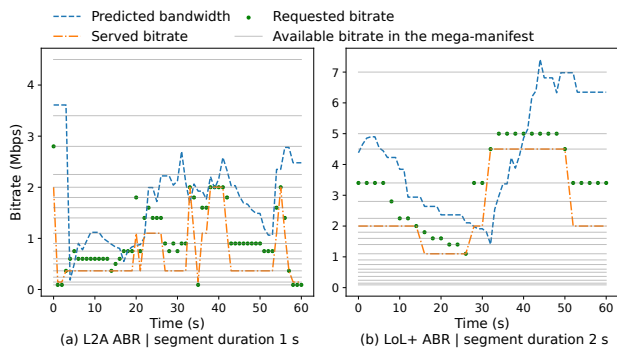 Predicted bandwidth
Requested bitrate
Served bitrate
Available bitrate in the mega-manifest
Bitrate (Mbps)
4
3
2
1
0
0 10 20 30 40 50 60
Time (s)
(a) L2A ABR | segment duration 1 s
7
6
5
4
3
2
1
0
0 10 20 30 40 50 60
Time (s)
(b) LoL+ ABR | segment duration 2 s